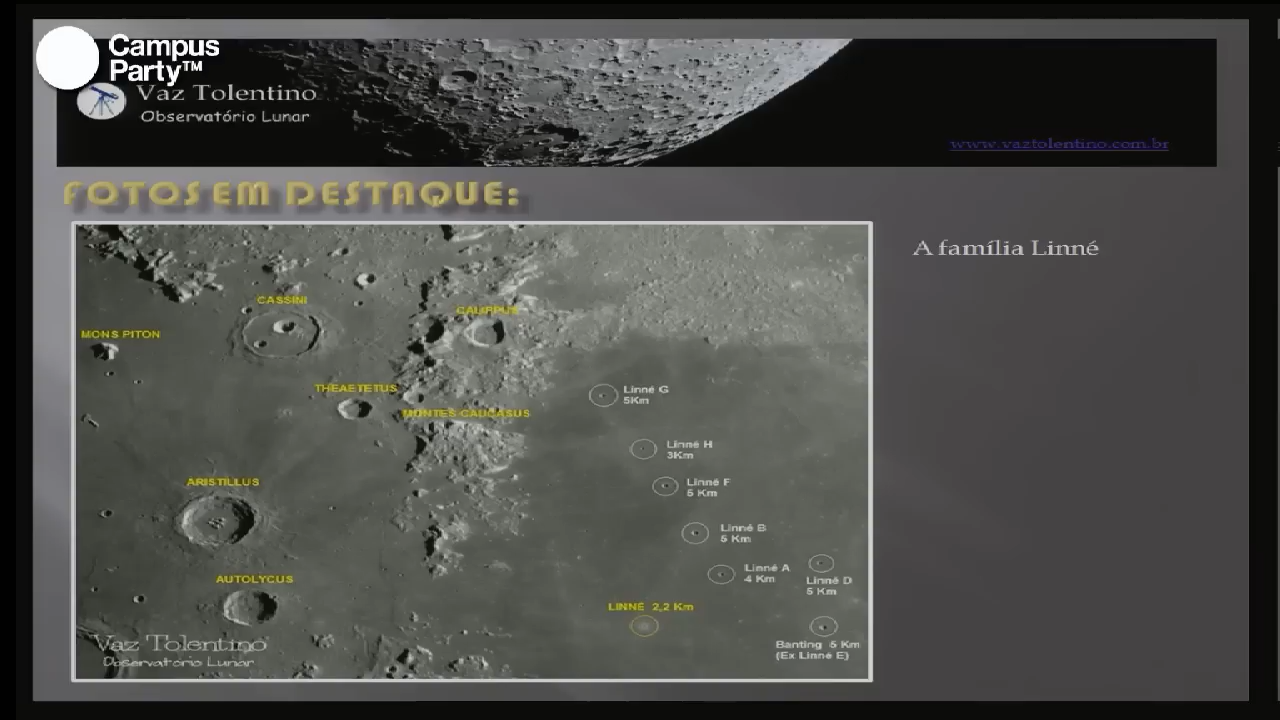 Campus
Party™
Vaz Tolentino
Observatório Lunar
www.vaztolentino.com.br
FOTOS EM DESTAQUE:
A família Linné
CASSINI
CALIPPUS
MONS PITON
THEAETETUS
MONTES CAUCASUS
Linné G
5Km
Linné H
3Km
Linné F
5 Km
ARISTILLUS
Linné B
5 Km
Linné A
4 Km
Linné D
5 Km
AUTOLYCUS
LINNÉ 2,2 Km
Banting 5 Km
(Ex Linné E)
Vaz Tolentino
Observatório Lunar